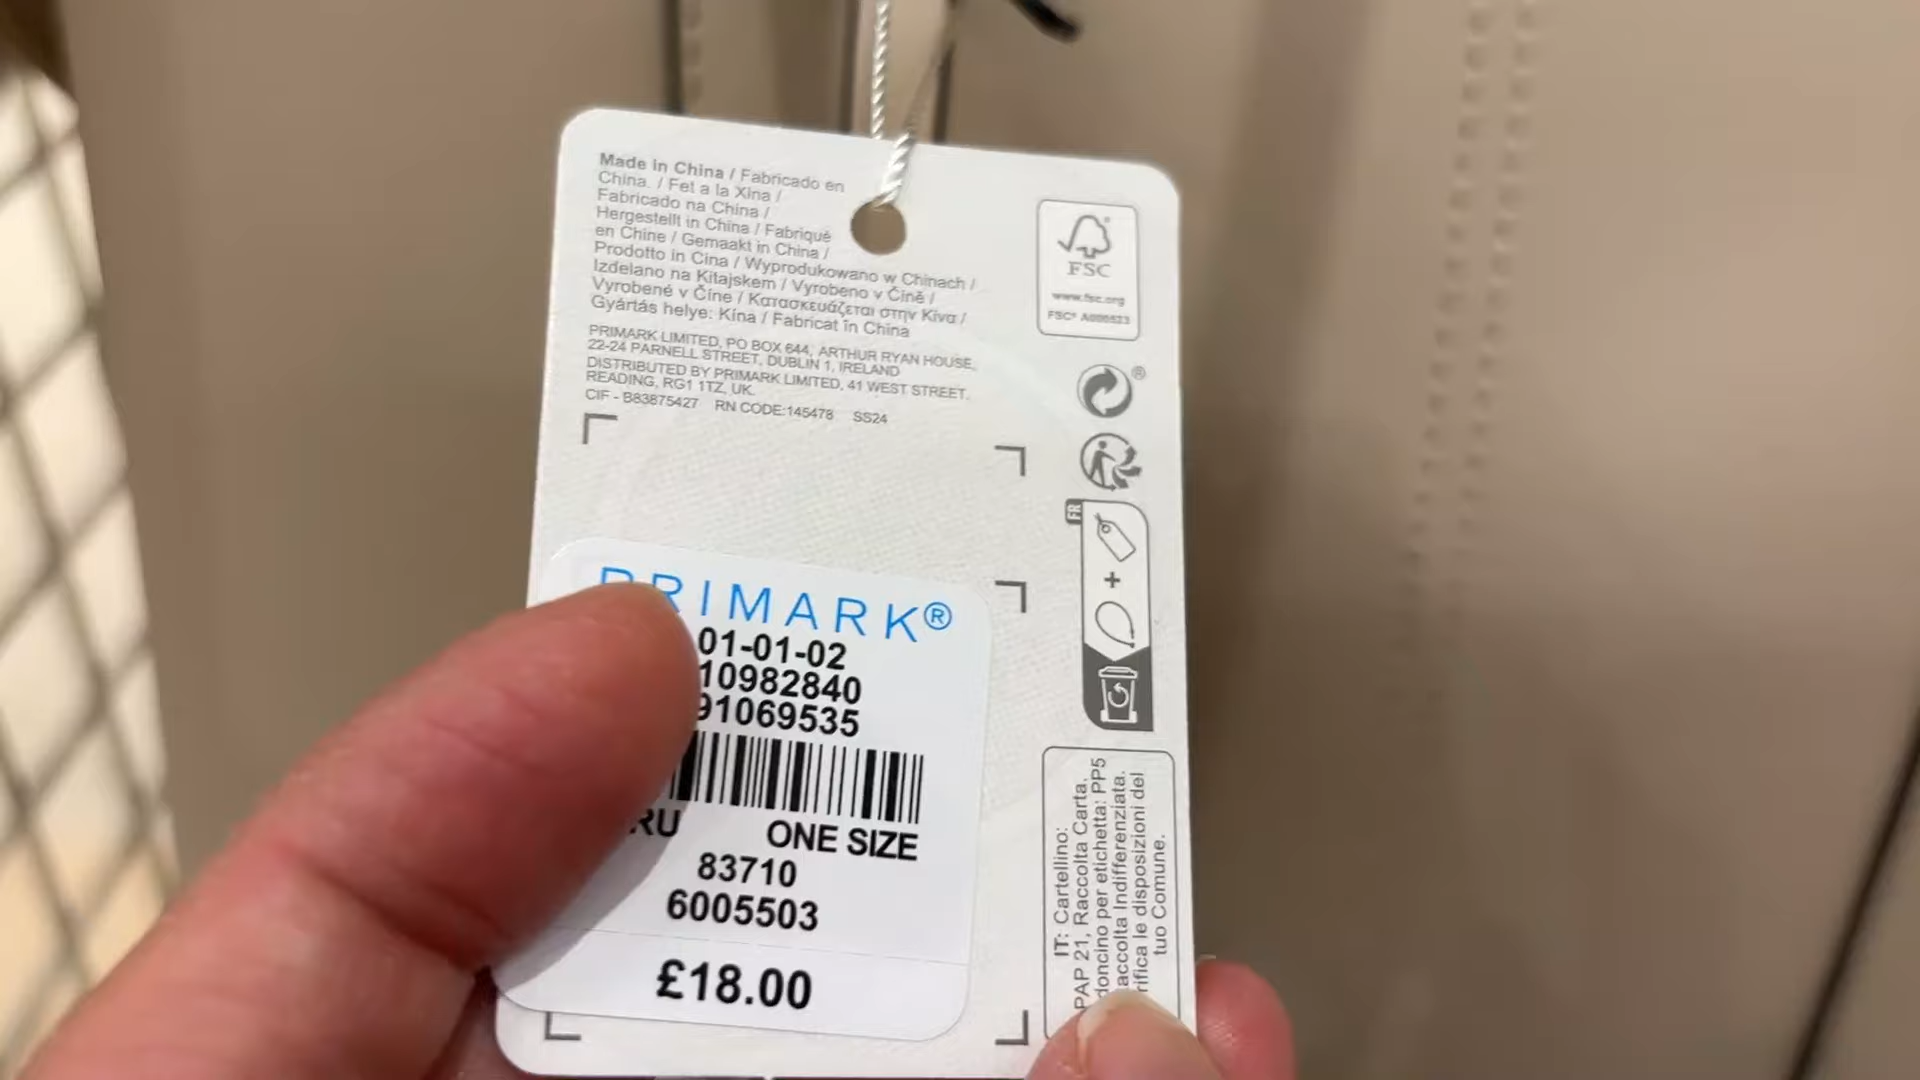 Made in China / Fabricado en
China. / Fet a la Xina /
Fabricado na China /
Hergestellt in China / Fabriqué
en Chine / Gemaakt in China /
Prodotto in Cina / Wyprodukowano w Chinach /
Izdelano na Kitajskem / Vyrobeno v Číně /
Vyrobené v Číne / Κατασκευάζεται στην Κίνα /
Gyártás helye: Kína / Fabricat în China
PRIMARK LIMITED, PO BOX 644, ARTHUR RYAN HOUSE,
22-24 PARNELL STREET, DUBLIN 1, IRELAND
DISTRIBUTED BY PRIMARK LIMITED, 41 WEST STREET,
READING, RG1 1TZ, UK.
CIF - B83875427 RN CODE:145478 SS24
FSC
www.fsc.org
FSC®
FR
PRIMARK®
01-01-02
10982840
91069535
RU ONE SIZE
83710
6005503
£18.00
IT: Cartellino:
PAP 21, Raccolta Carta.
doncino per etichetta: PP5
accolta Indifferenziata.
rifica le disposizioni del
tuo Comune.